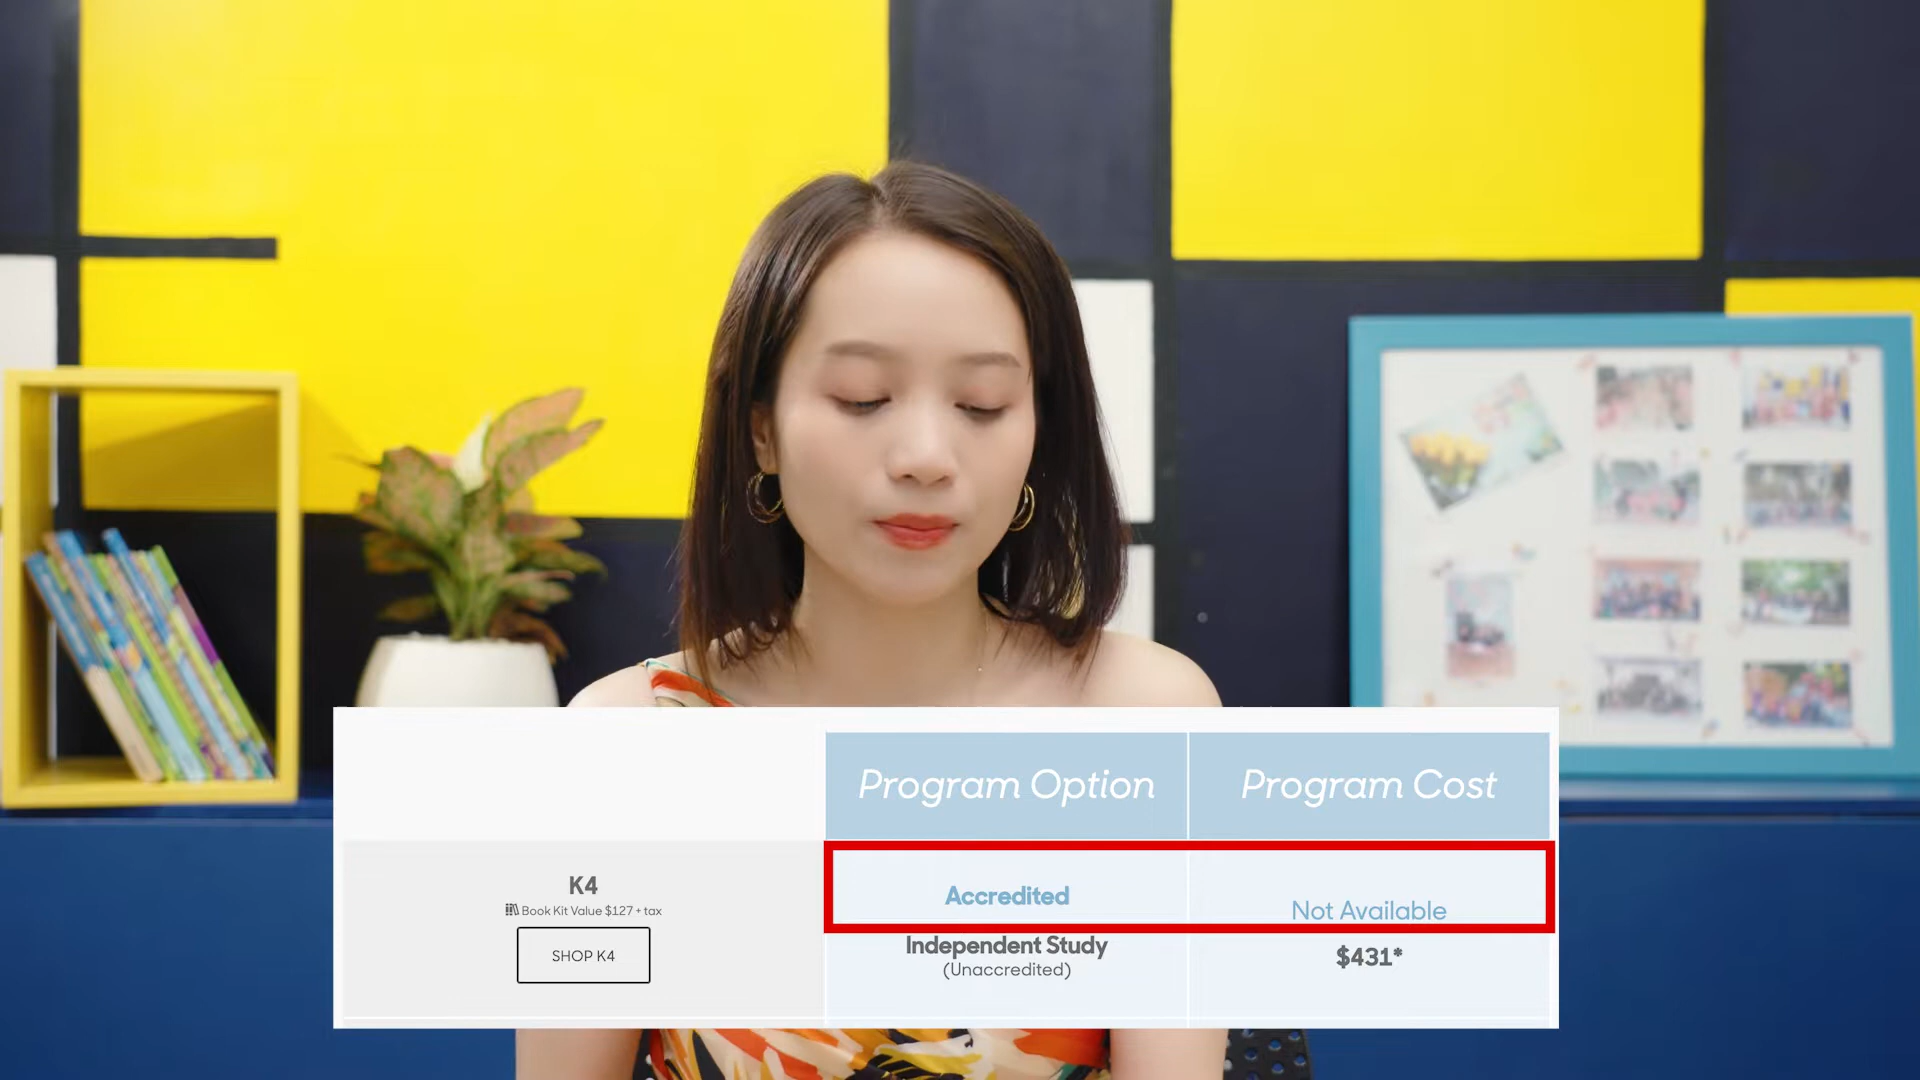 Program Option
Program Cost
K4
Book Kit Value $127 + tax
SHOP K4
Accredited
Not Available
Independent Study
(Unaccredited)
$431*